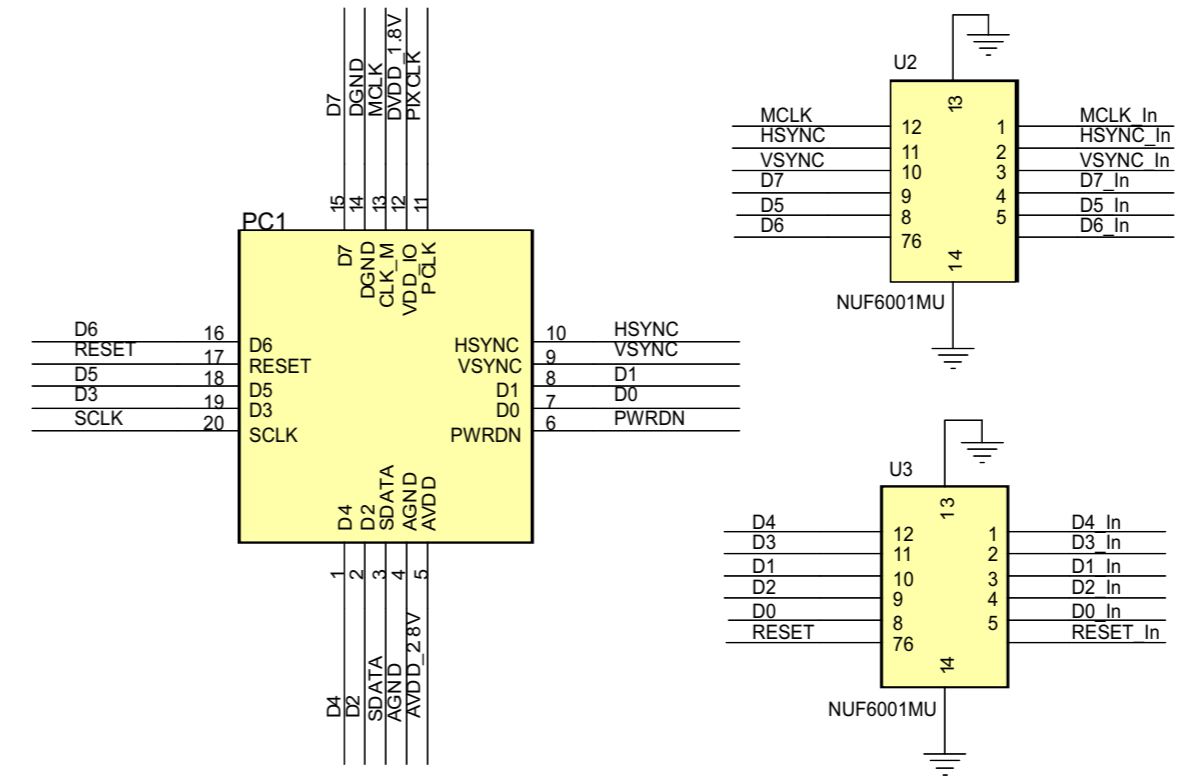 D7
DGND
MCLK
DVDD_1.8V
PIXCLK
15
14
13
12
11
PC1
D7
DGND
CLK_M
VDD_IO
PCLK
D6 16 D6
RESET 17 RESET
D5 18 D5
D3 19 D3
SCLK 20 SCLK
HSYNC 10 HSYNC
VSYNC 9 VSYNC
D1 8 D1
D0 7 D0
PWRDN 6 PWRDN
D4
D2
SDATA
AGND
AVDD
1
2
3
4
5
D4
D2
SDATA
AGND
AVDD_2.8V
U2
13
MCLK 12 1 MCLK_In
HSYNC 11 2 HSYNC_In
VSYNC 10 3 VSYNC_In
D7 9 4 D7_In
D5 8 5 D5_In
D6 76 D6_In
14
NUF6001MU
U3
13
D4 12 1 D4_In
D3 11 2 D3_In
D1 10 3 D1_In
D2 9 4 D2_In
D0 8 5 D0_In
RESET 76 RESET_In
14
NUF6001MU